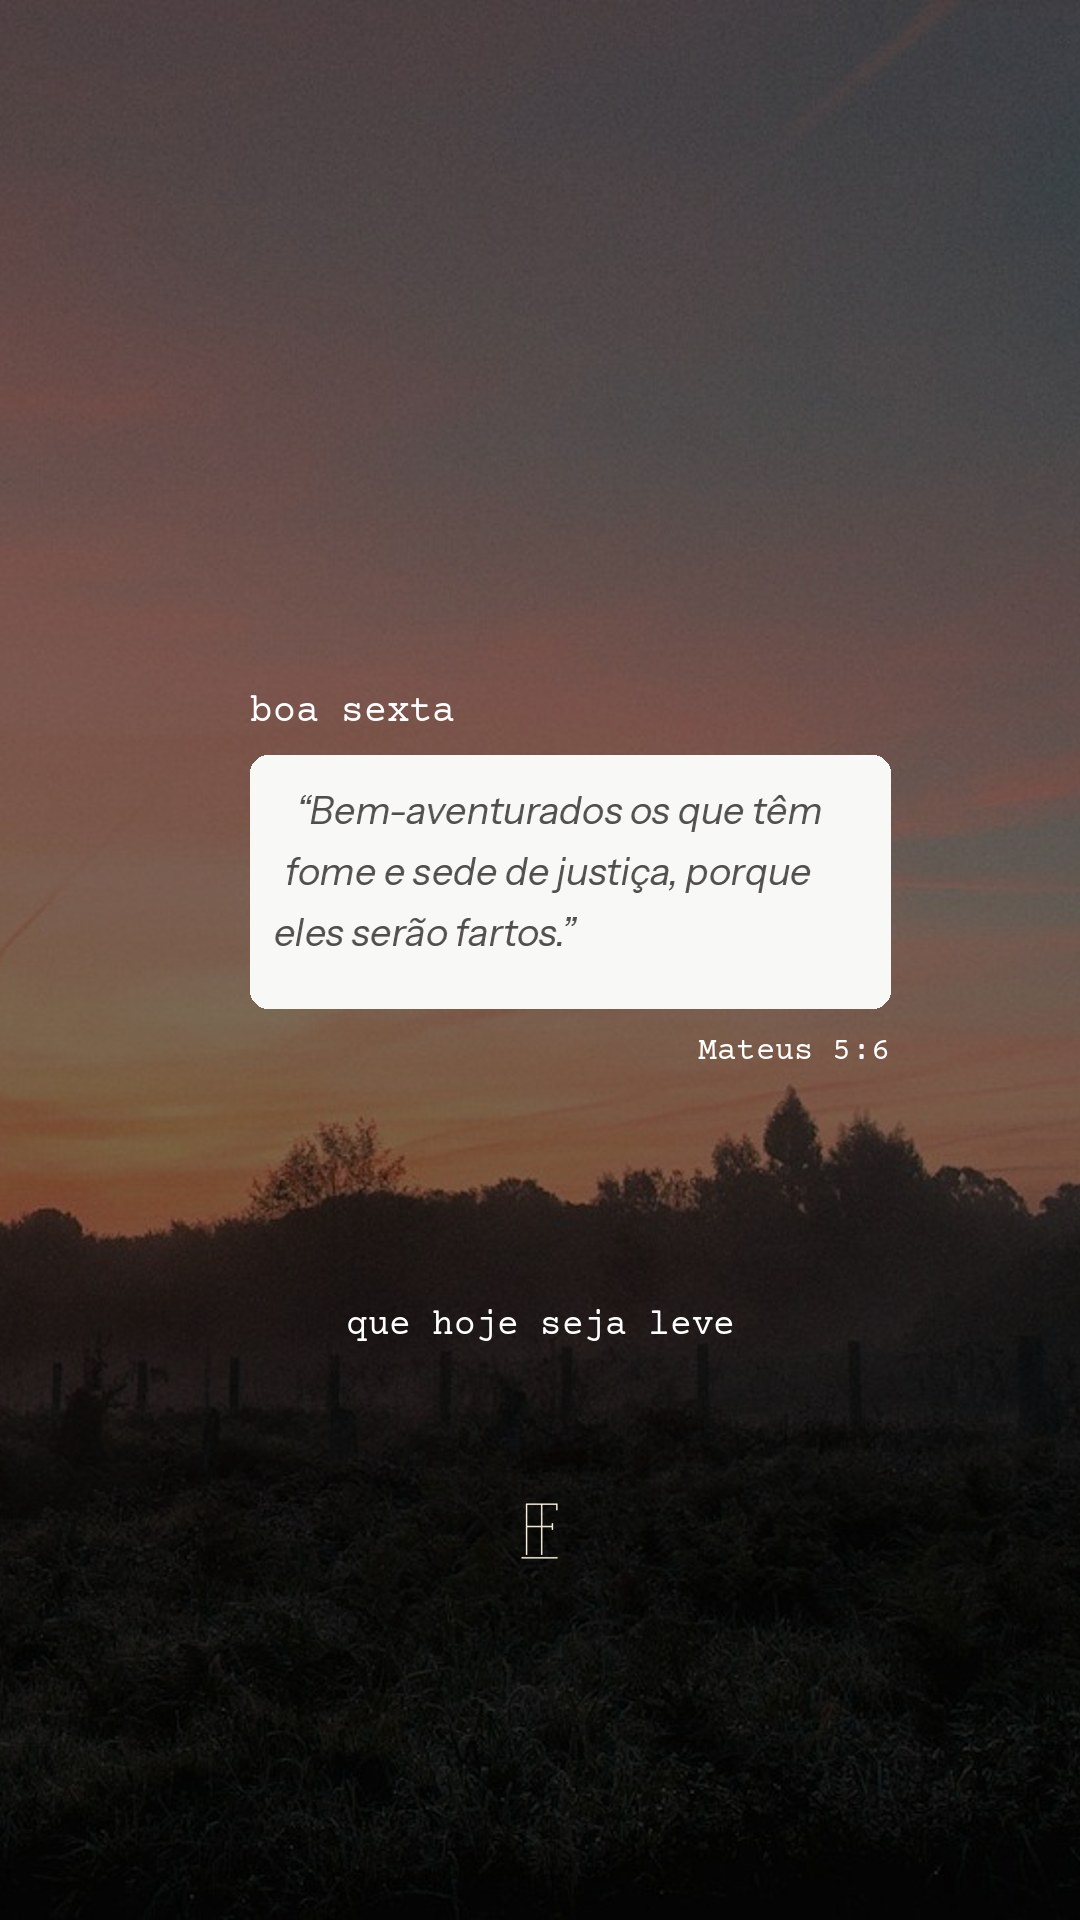 boa sexta
“Bem-aventurados os que têm
fome e sede de justiça, porque
eles serão fartos.”
Mateus 5:6
que hoje seja leve